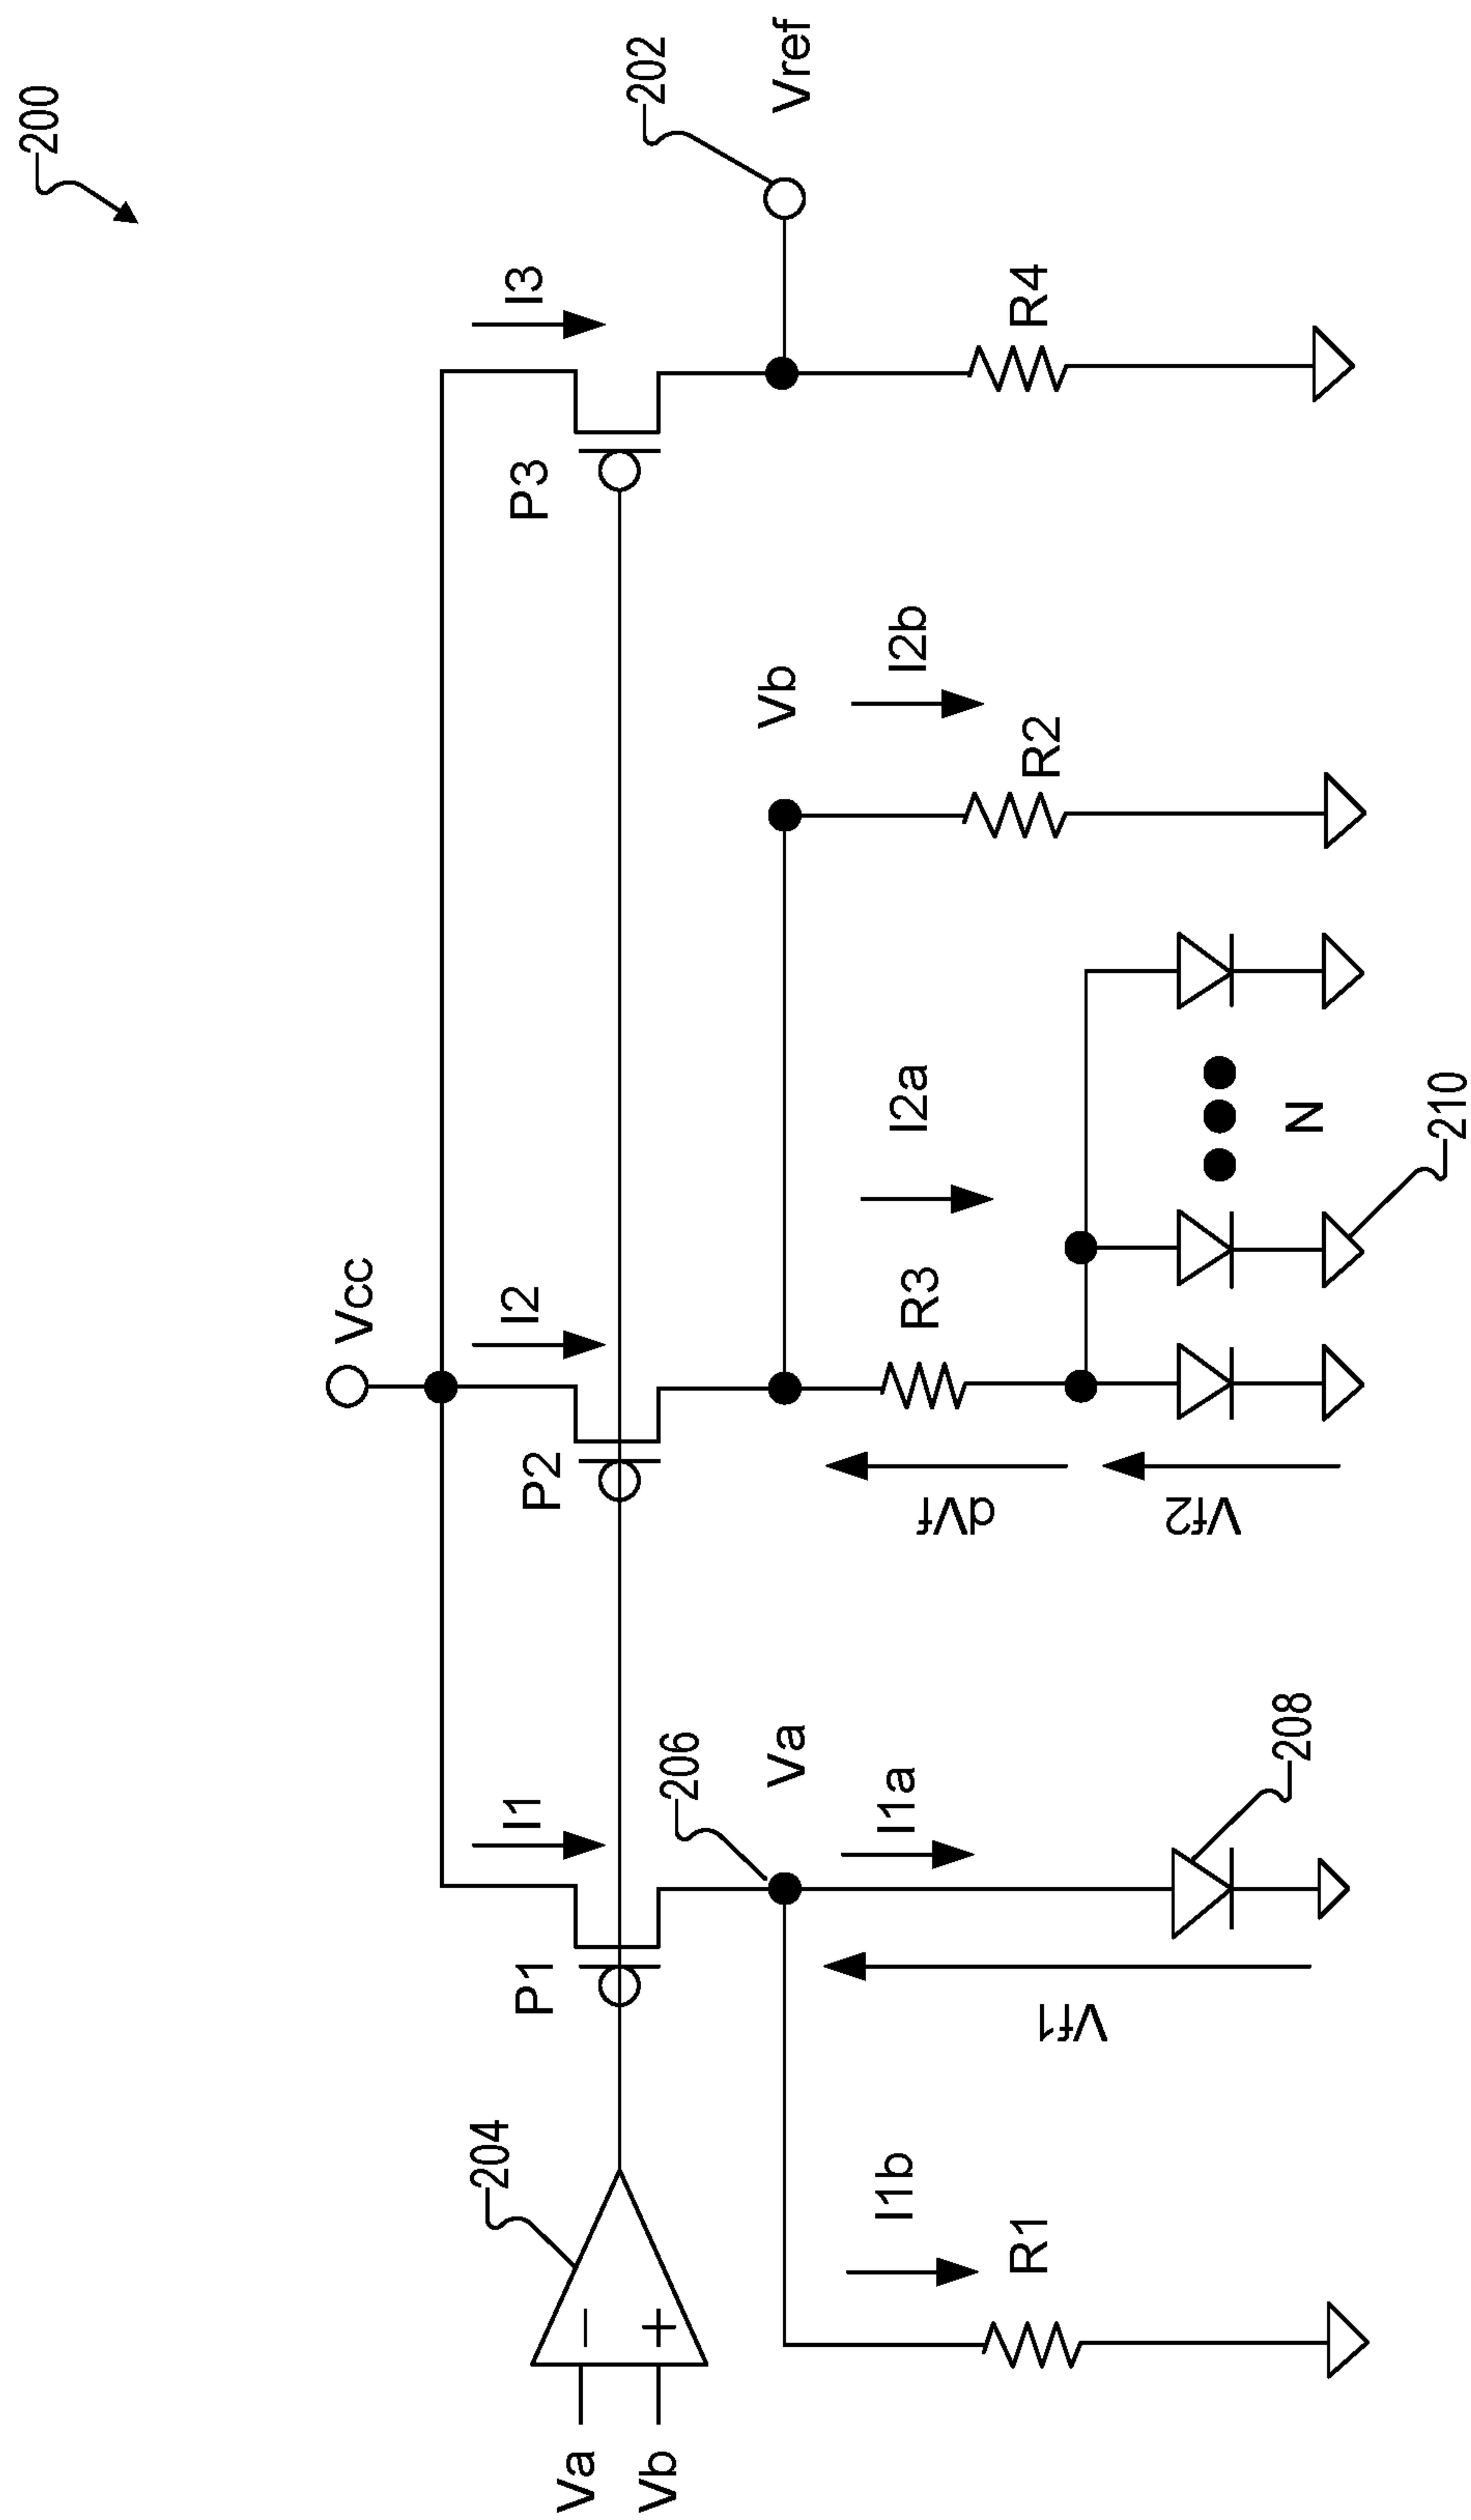 200
Vcc
I1
I2
I3
204
P1
P2
P3
202
Va
Vb
−
+
206
Va
Vb
Vref
I1b
I1a
I2a
I2b
R1
Vf1
dVf
R3
R2
R4
Vf2
208
N
210